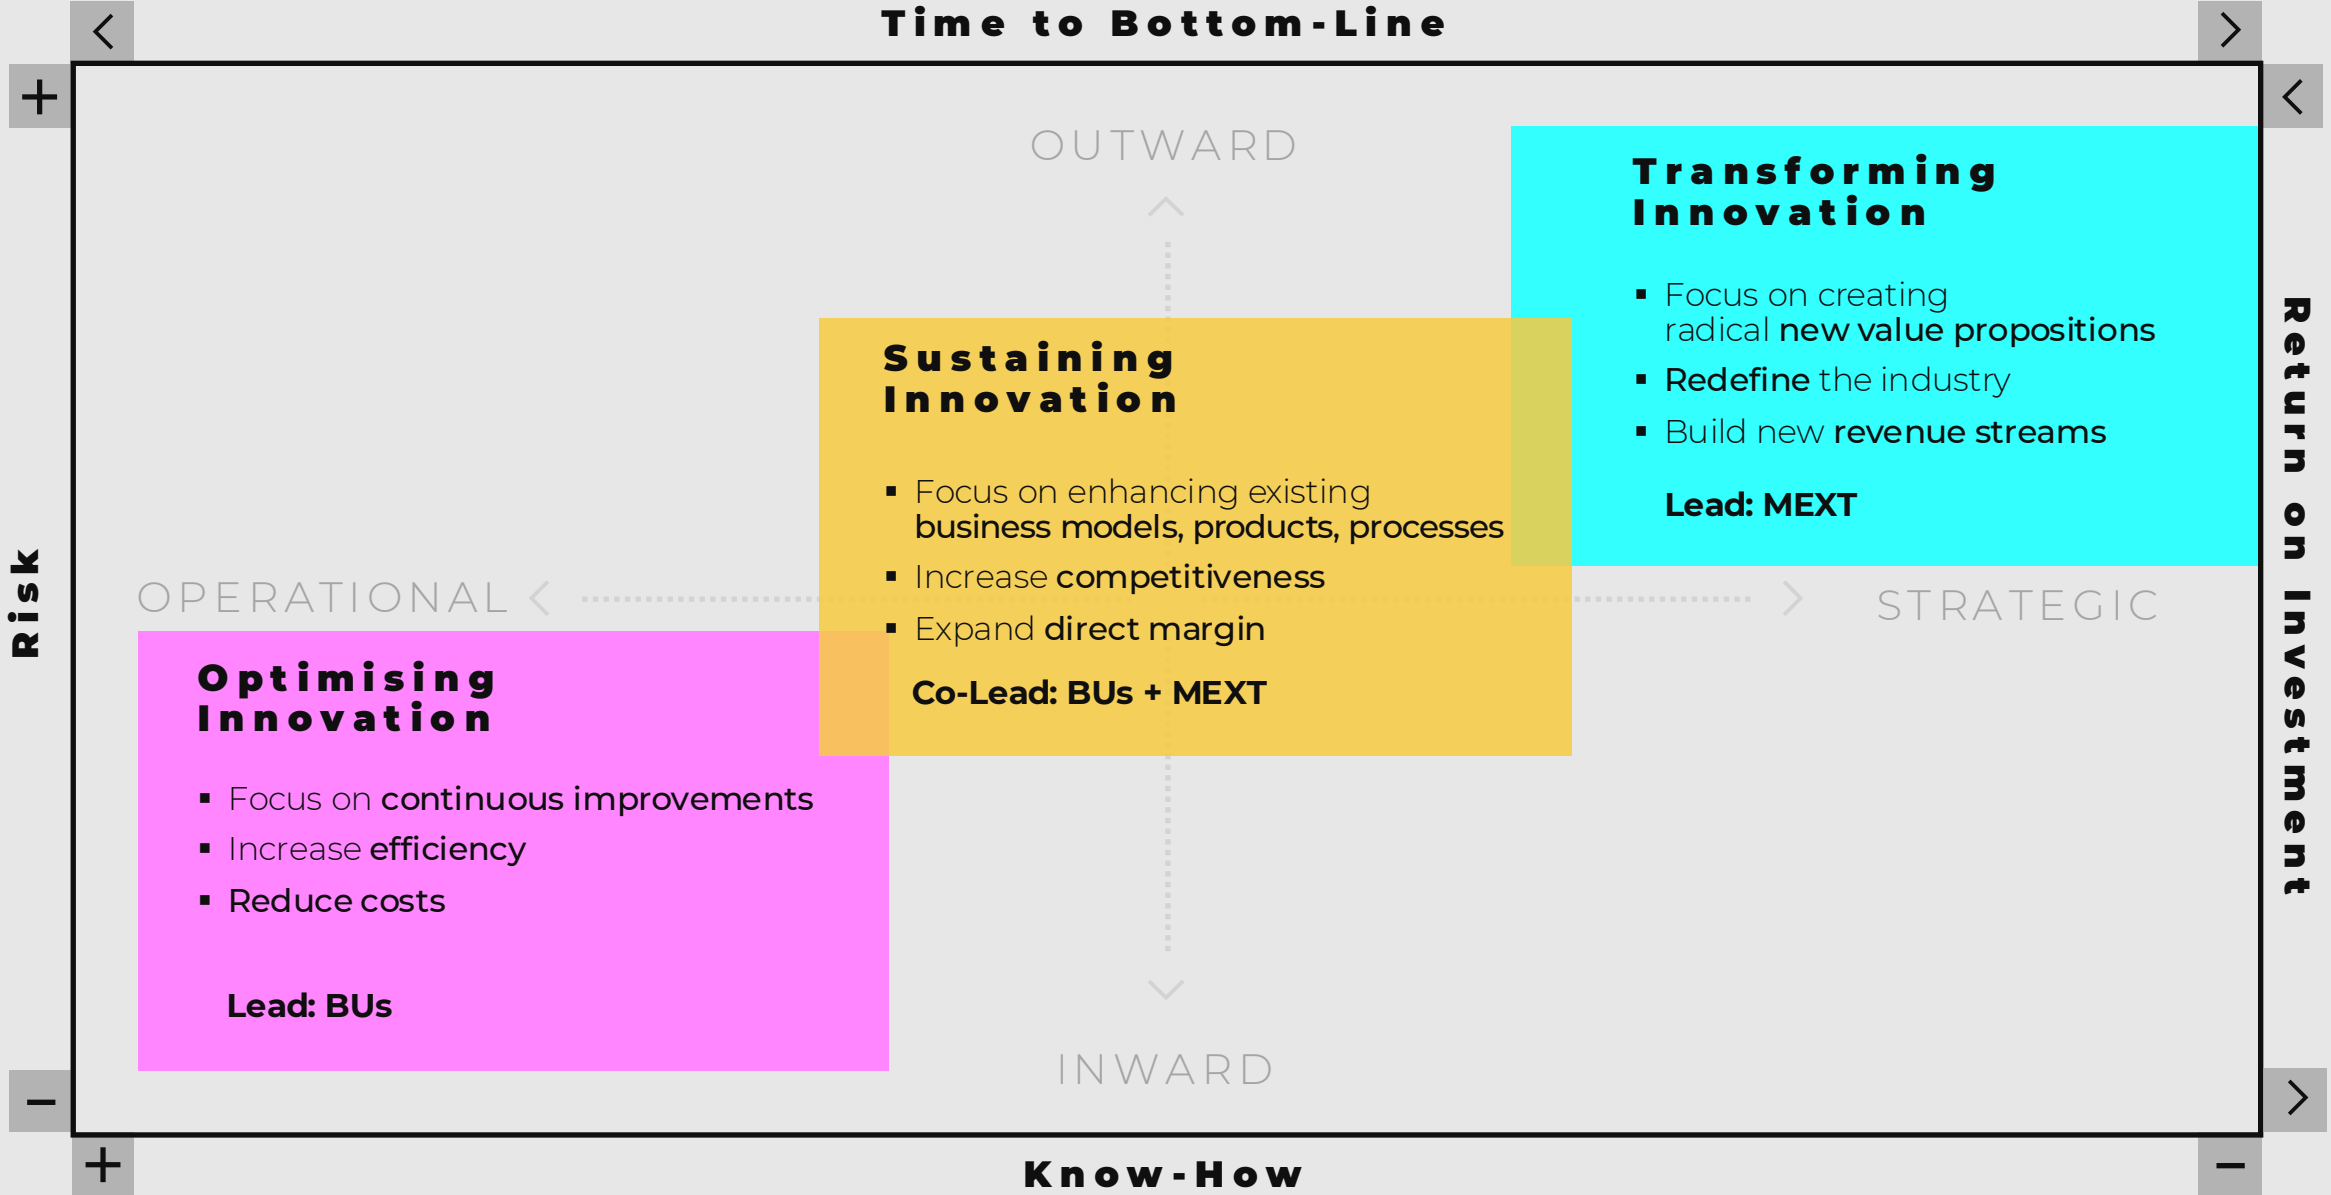 Time to Bottom-Line
<
>
+
<
OUTWARD
Transforming
Innovation
▪ Focus on creating
radical new value propositions
▪ Redefine the industry
▪ Build new revenue streams
Lead: MEXT
Sustaining
Innovation
▪ Focus on enhancing existing
business models, products, processes
▪ Increase competitiveness
▪ Expand direct margin
Co-Lead: BUs + MEXT
Risk
Return on Investment
OPERATIONAL
STRATEGIC
Optimising
Innovation
▪ Focus on continuous improvements
▪ Increase efficiency
▪ Reduce costs
Lead: BUs
INWARD
−
>
+
−
Know-How